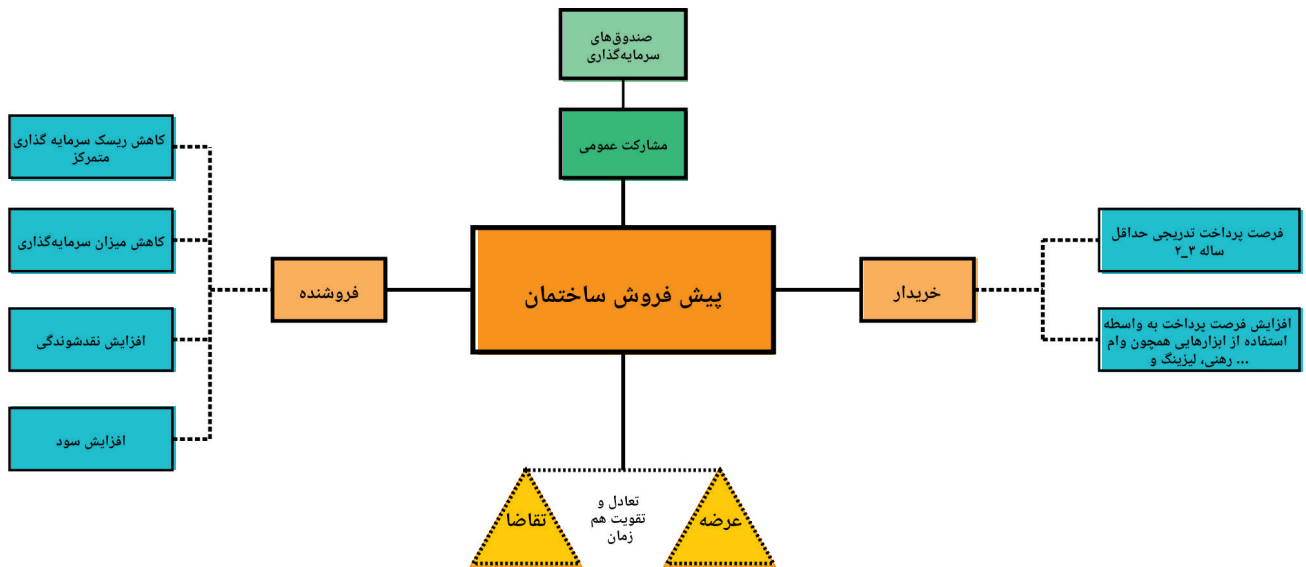 صندوق‌های
سرمایه‌گذاری
مشارکت عمومی
پیش فروش ساختمان
خریدار
فرصت پرداخت تدریجی حداقل
۲_۳ ساله
افزایش فرصت پرداخت به واسطه
استفاده از ابزارهایی همچون وام
رهنی، لیزینگ و ...
فروشنده
کاهش ریسک سرمایه گذاری
متمرکز
کاهش میزان سرمایه‌گذاری
افزایش نقدشوندگی
افزایش سود
عرضه
تعادل و
تقویت هم
زمان
تقاضا